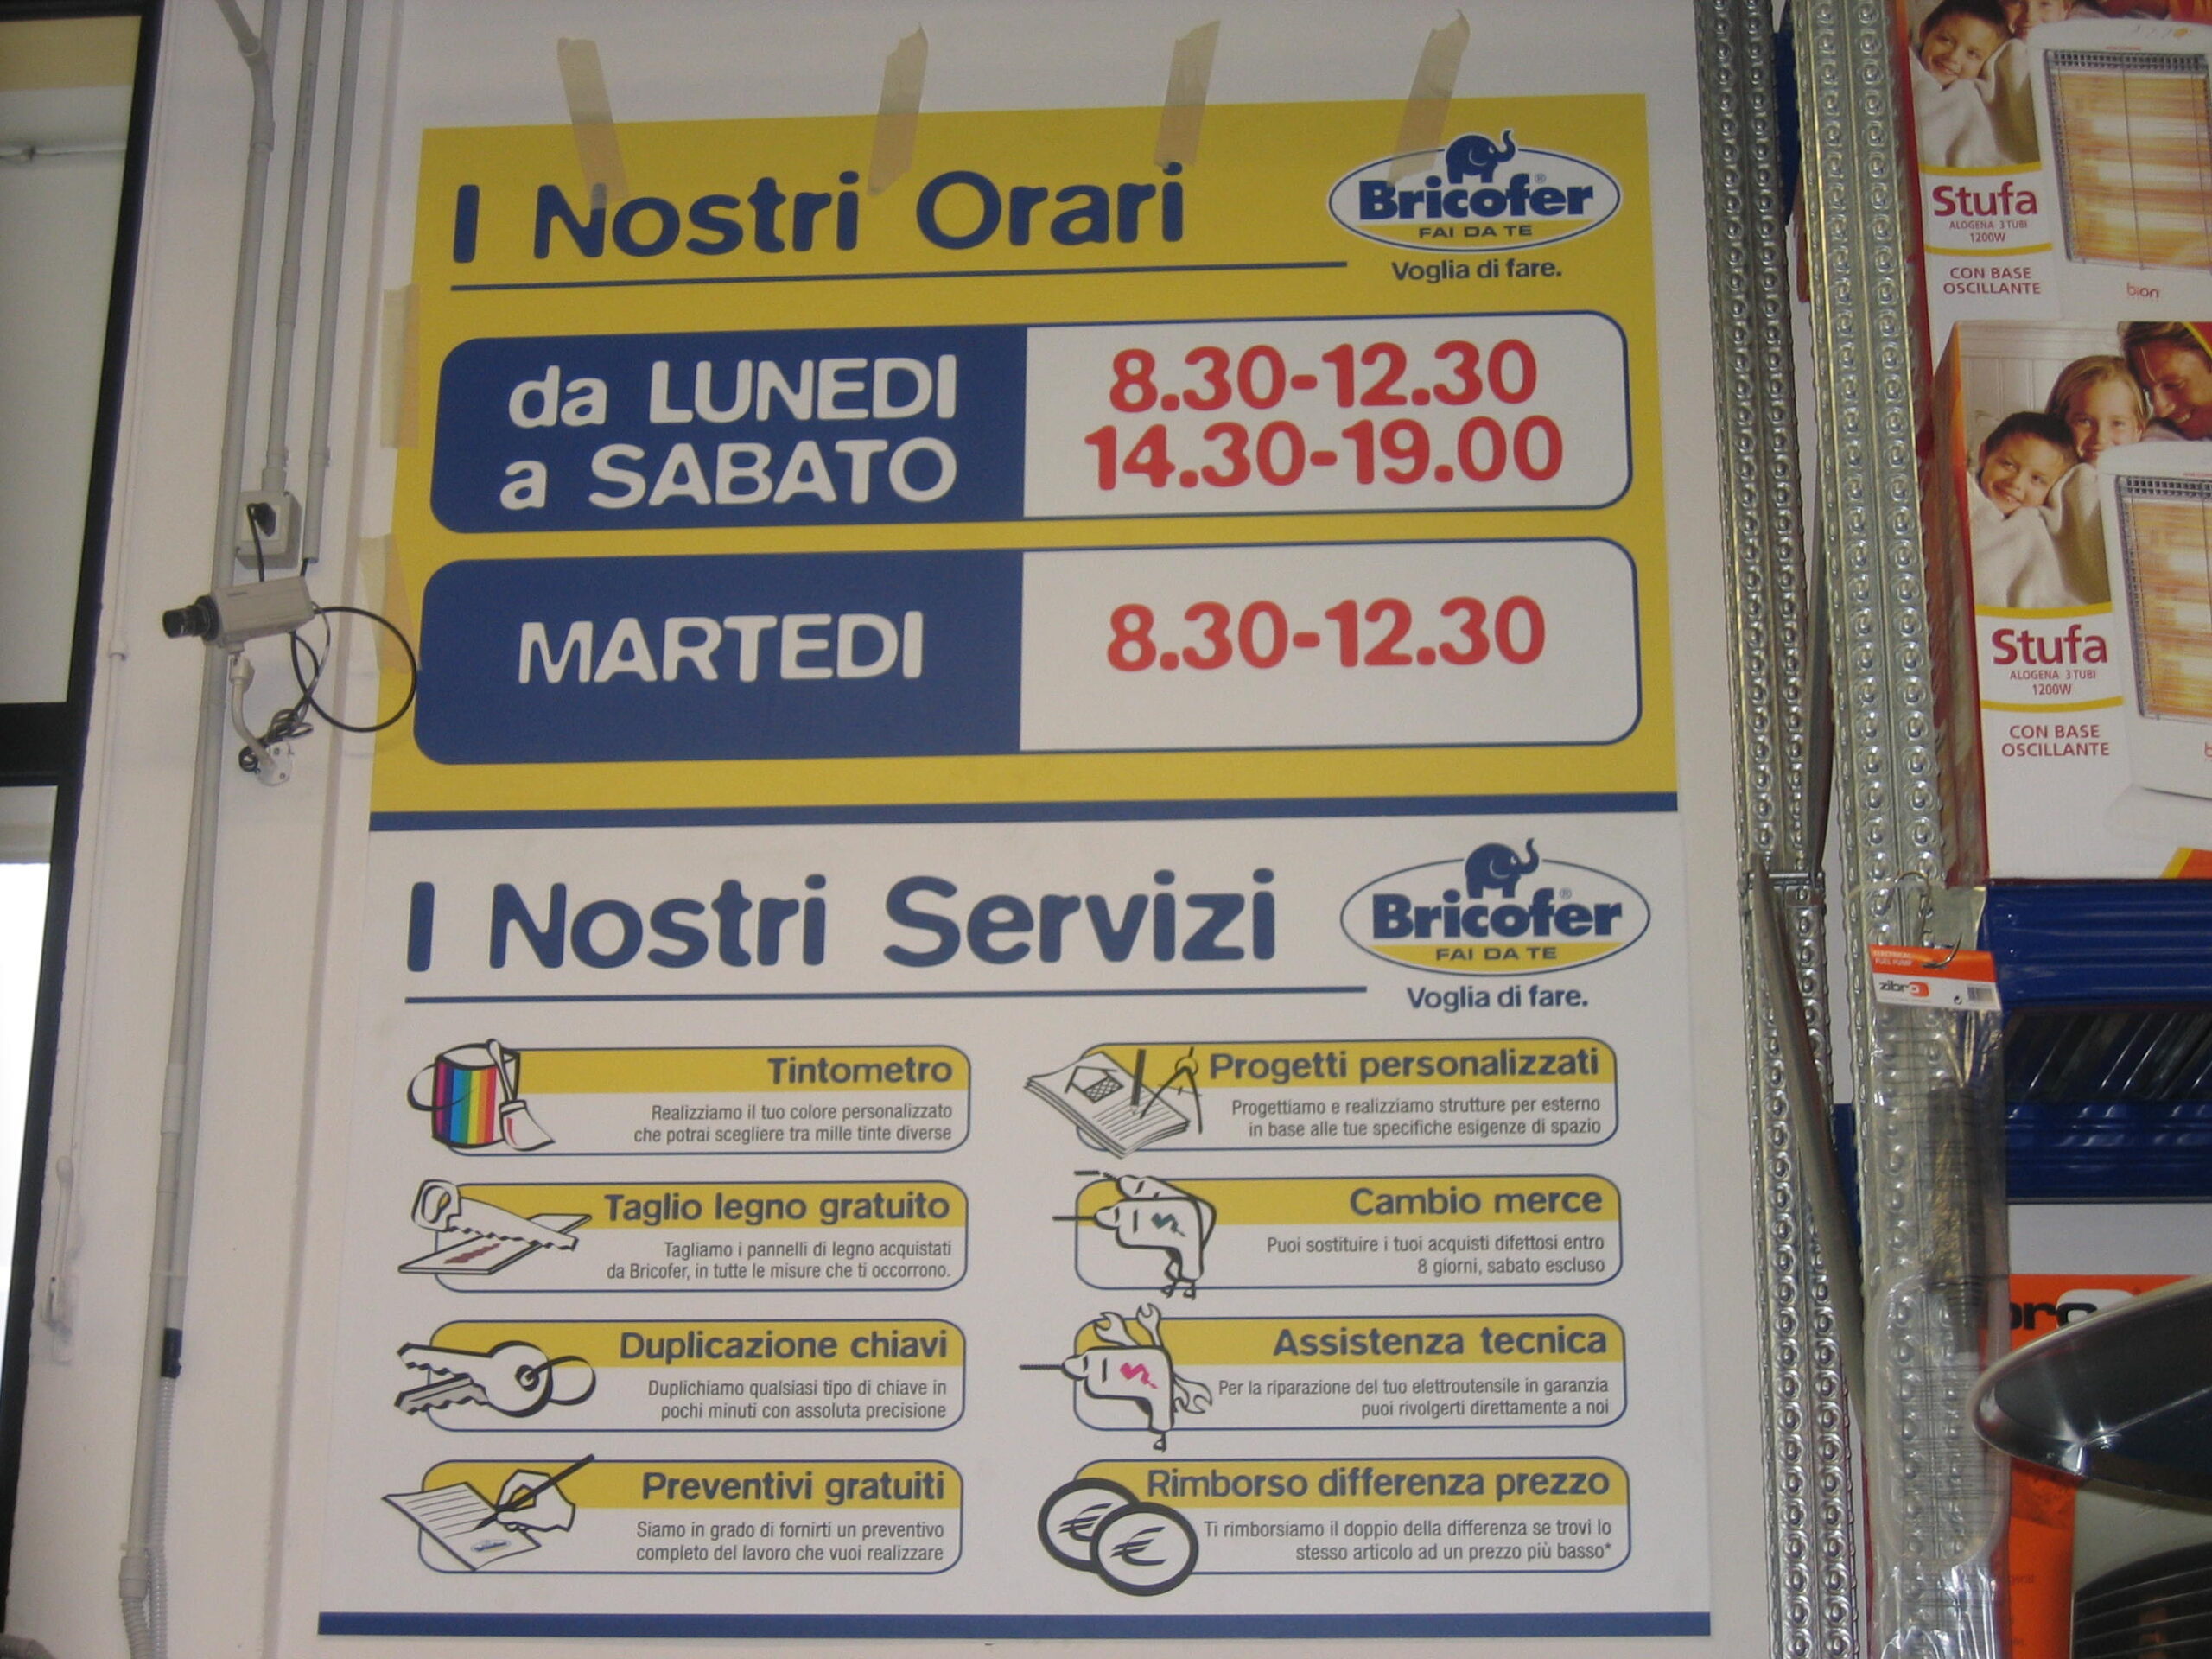 I Nostri Orari
Bricofer®
FAI DA TE
Voglia di fare.
da LUNEDI
a SABATO
8.30-12.30
14.30-19.00
MARTEDI
8.30-12.30
I Nostri Servizi
Bricofer®
FAI DA TE
Voglia di fare.
Tintometro
Realizziamo il tuo colore personalizzato
che potrai scegliere tra mille tinte diverse
Progetti personalizzati
Progettiamo e realizziamo strutture per esterno
in base alle tue specifiche esigenze di spazio
Taglio legno gratuito
Tagliamo i pannelli di legno acquistati
da Bricofer, in tutte le misure che ti occorrono.
Cambio merce
Puoi sostituire i tuoi acquisti difettosi entro
8 giorni, sabato escluso
Duplicazione chiavi
Duplichiamo qualsiasi tipo di chiave in
pochi minuti con assoluta precisione
Assistenza tecnica
Per la riparazione del tuo elettroutensile in garanzia
puoi rivolgerti direttamente a noi
Preventivi gratuiti
Siamo in grado di fornirti un preventivo
completo del lavoro che vuoi realizzare
Rimborso differenza prezzo
Ti rimborsiamo il doppio della differenza se trovi lo
stesso articolo ad un prezzo più basso*
Stufa
ALOGENA 3 TUBI
1200W
CON BASE
OSCILLANTE
bion
Stufa
ALOGENA 3 TUBI
1200W
CON BASE
OSCILLANTE
ELECTRICAL
FUEL PUMP
zibro